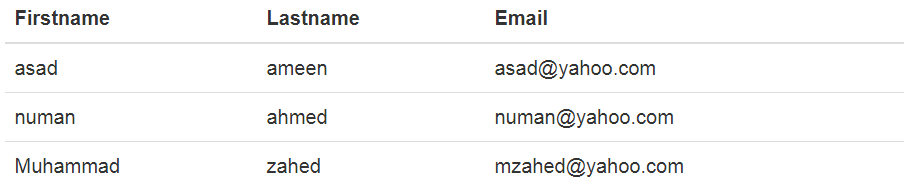 Firstname Lastname Email
asad ameen asad@yahoo.com
numan ahmed numan@yahoo.com
Muhammad zahed mzahed@yahoo.com